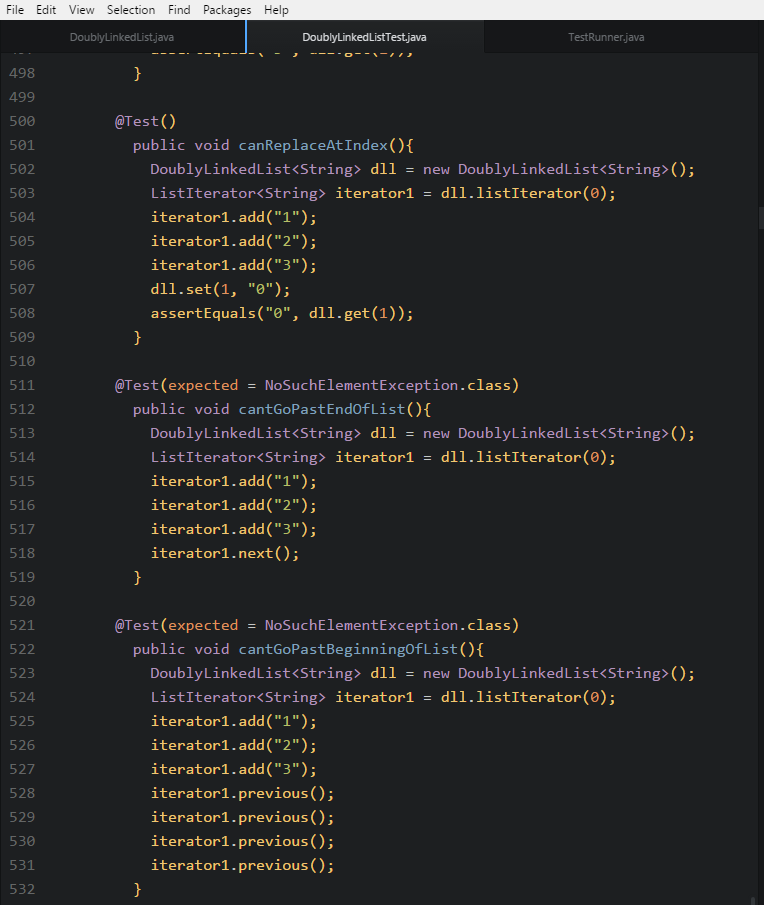 File Edit View Selection Find Packages Help
DoublyLinkedList.java DoublyLinkedListTest.java TestRunner.java
498 }
499
500 @Test()
501 public void canReplaceAtIndex(){
502 DoublyLinkedList<String> dll = new DoublyLinkedList<String>();
503 ListIterator<String> iterator1 = dll.listIterator(0);
504 iterator1.add("1");
505 iterator1.add("2");
506 iterator1.add("3");
507 dll.set(1, "0");
508 assertEquals("0", dll.get(1));
509 }
510
511 @Test(expected = NoSuchElementException.class)
512 public void cantGoPastEndOfList(){
513 DoublyLinkedList<String> dll = new DoublyLinkedList<String>();
514 ListIterator<String> iterator1 = dll.listIterator(0);
515 iterator1.add("1");
516 iterator1.add("2");
517 iterator1.add("3");
518 iterator1.next();
519 }
520
521 @Test(expected = NoSuchElementException.class)
522 public void cantGoPastBeginningOfList(){
523 DoublyLinkedList<String> dll = new DoublyLinkedList<String>();
524 ListIterator<String> iterator1 = dll.listIterator(0);
525 iterator1.add("1");
526 iterator1.add("2");
527 iterator1.add("3");
528 iterator1.previous();
529 iterator1.previous();
530 iterator1.previous();
531 iterator1.previous();
532 }